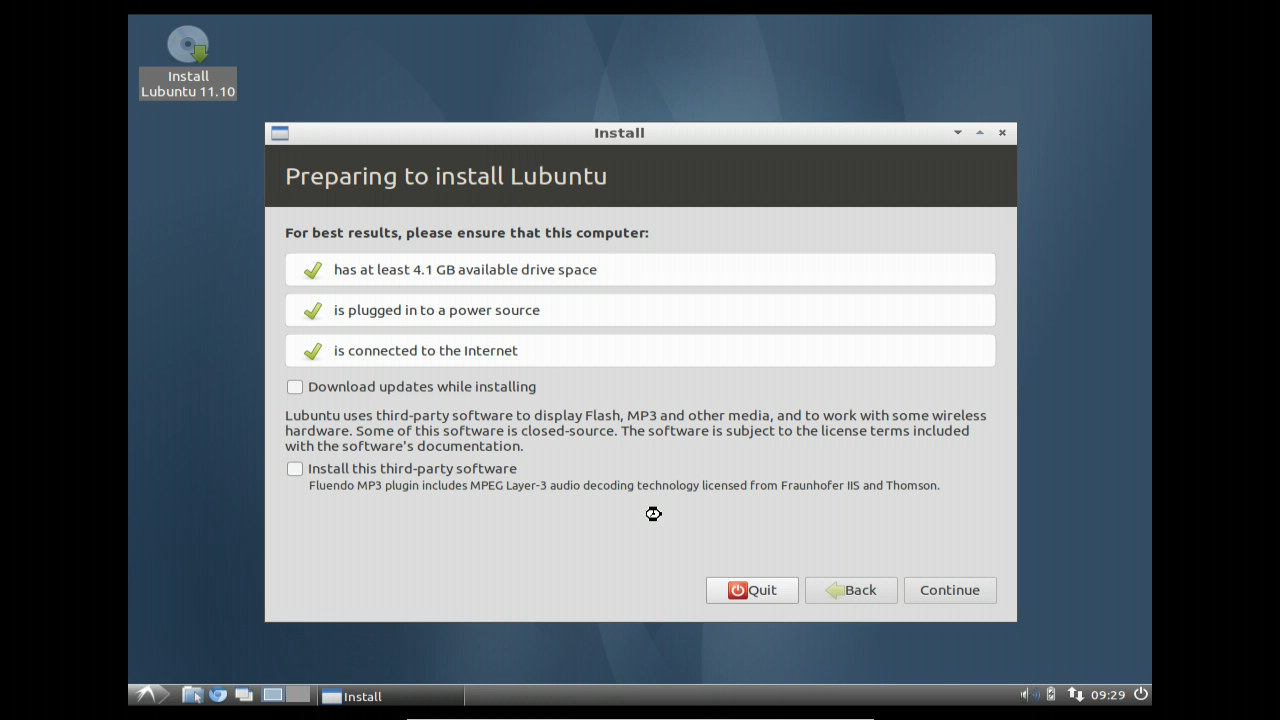 Install
Lubuntu 11.10
Install
Preparing to install Lubuntu
For best results, please ensure that this computer:
has at least 4.1 GB available drive space
is plugged in to a power source
is connected to the Internet
Download updates while installing
Lubuntu uses third-party software to display Flash, MP3 and other media, and to work with some wireless
hardware. Some of this software is closed-source. The software is subject to the license terms included
with the software's documentation.
Install this third-party software
Fluendo MP3 plugin includes MPEG Layer-3 audio decoding technology licensed from Fraunhofer IIS and Thomson.
Quit
Back
Continue
Install
09:29